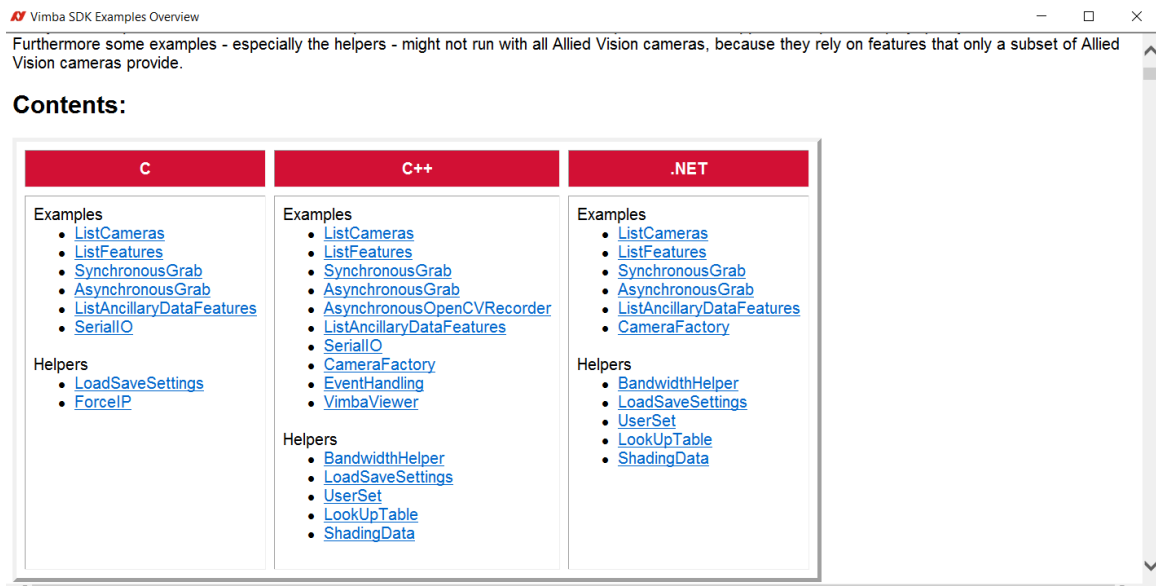 Vimba SDK Examples Overview
Furthermore some examples - especially the helpers - might not run with all Allied Vision cameras, because they rely on features that only a subset of Allied
Vision cameras provide.
Contents:
C
Examples
ListCameras
ListFeatures
SynchronousGrab
AsynchronousGrab
ListAncillaryDataFeatures
SerialIO
Helpers
LoadSaveSettings
ForceIP
C++
Examples
ListCameras
ListFeatures
SynchronousGrab
AsynchronousGrab
AsynchronousOpenCVRecorder
ListAncillaryDataFeatures
SerialIO
CameraFactory
EventHandling
VimbaViewer
Helpers
BandwidthHelper
LoadSaveSettings
UserSet
LookUpTable
ShadingData
.NET
Examples
ListCameras
ListFeatures
SynchronousGrab
AsynchronousGrab
ListAncillaryDataFeatures
CameraFactory
Helpers
BandwidthHelper
LoadSaveSettings
UserSet
LookUpTable
ShadingData